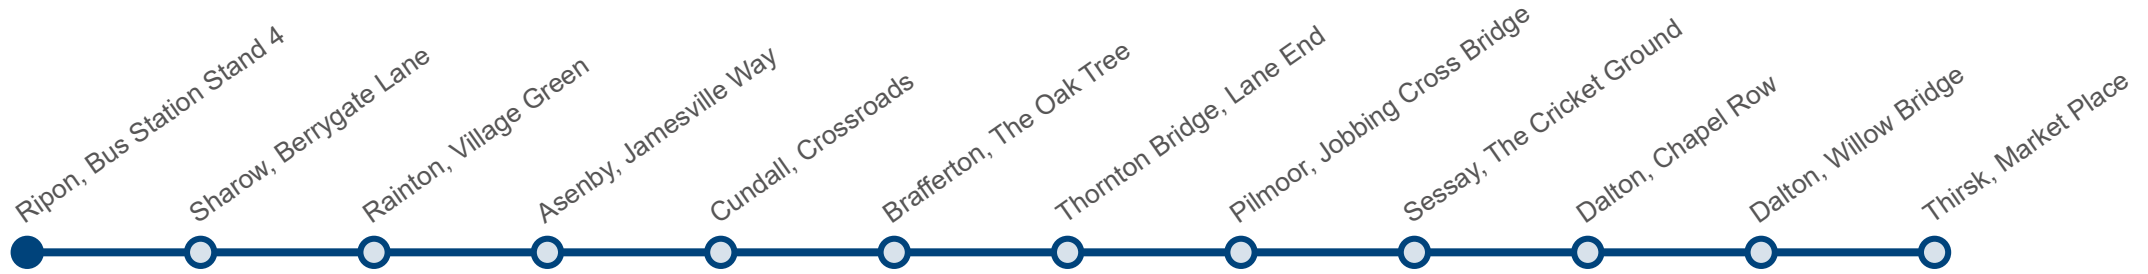 Ripon, Bus Station Stand 4
Sharow, Berrygate Lane
Rainton, Village Green
Asenby, Jamesville Way
Cundall, Crossroads
Brafferton, The Oak Tree
Thornton Bridge, Lane End
Pilmoor, Jobbing Cross Bridge
Sessay, The Cricket Ground
Dalton, Chapel Row
Dalton, Willow Bridge
Thirsk, Market Place